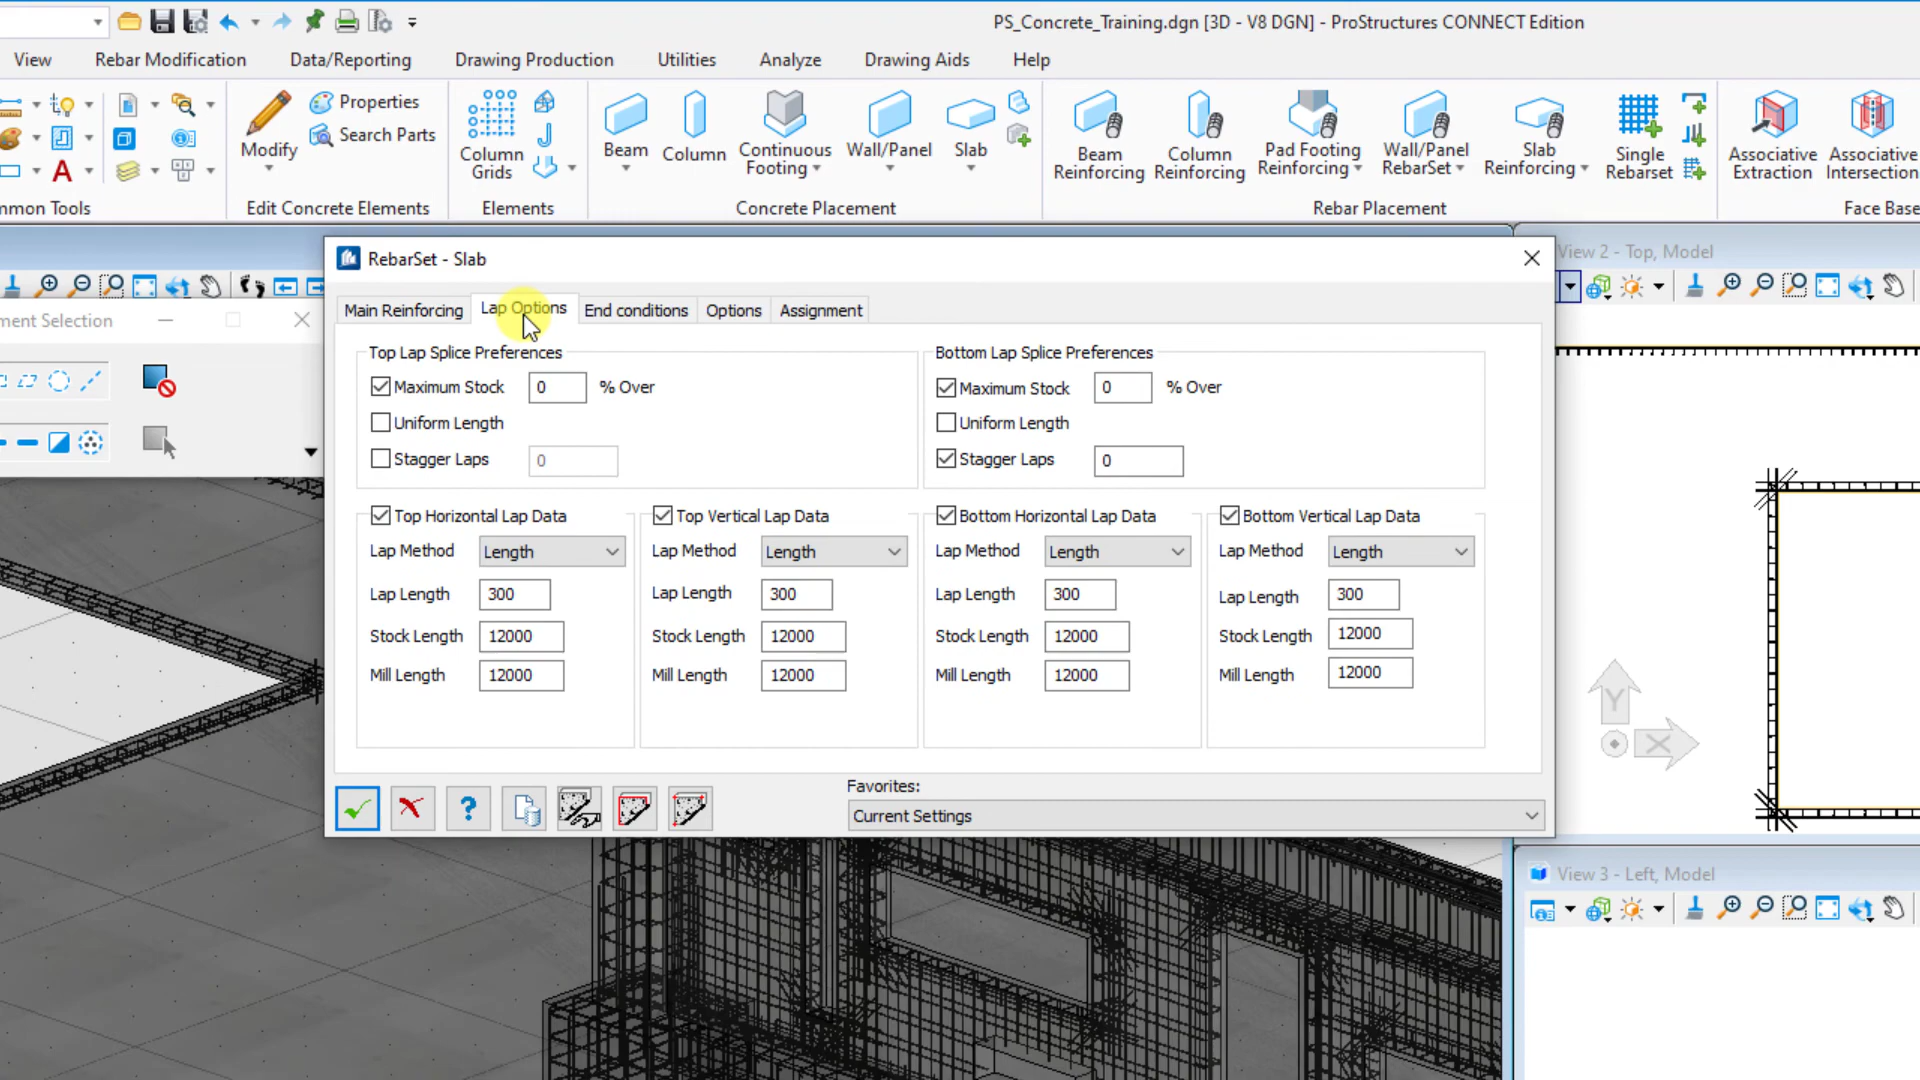 PS_Concrete_Training.dgn [3D - V8 DGN] - ProStructures CONNECT Edition
View Rebar Modification Data/Reporting Drawing Production Utilities Analyze Drawing Aids Help
Properties
Search Parts
Modify
Column Grids
Beam
Column
Continuous Footing
Wall/Panel
Slab
Beam Reinforcing
Column Reinforcing
Pad Footing Reinforcing
Wall/Panel RebarSet
Slab Reinforcing
Single Rebarset
Associative Extraction
Associative Intersection
mmon Tools
Edit Concrete Elements
Elements
Concrete Placement
Rebar Placement
Face Base
RebarSet - Slab
View 2 - Top, Model
ment Selection
Main Reinforcing Lap Options End conditions Options Assignment
Top Lap Splice Preferences
Maximum Stock 0 % Over
Uniform Length
Stagger Laps 0
Bottom Lap Splice Preferences
Maximum Stock 0 % Over
Uniform Length
Stagger Laps 0
Top Horizontal Lap Data
Lap Method Length
Lap Length 300
Stock Length 12000
Mill Length 12000
Top Vertical Lap Data
Lap Method Length
Lap Length 300
Stock Length 12000
Mill Length 12000
Bottom Horizontal Lap Data
Lap Method Length
Lap Length 300
Stock Length 12000
Mill Length 12000
Bottom Vertical Lap Data
Lap Method Length
Lap Length 300
Stock Length 12000
Mill Length 12000
Y
X
Favorites:
Current Settings
View 3 - Left, Model